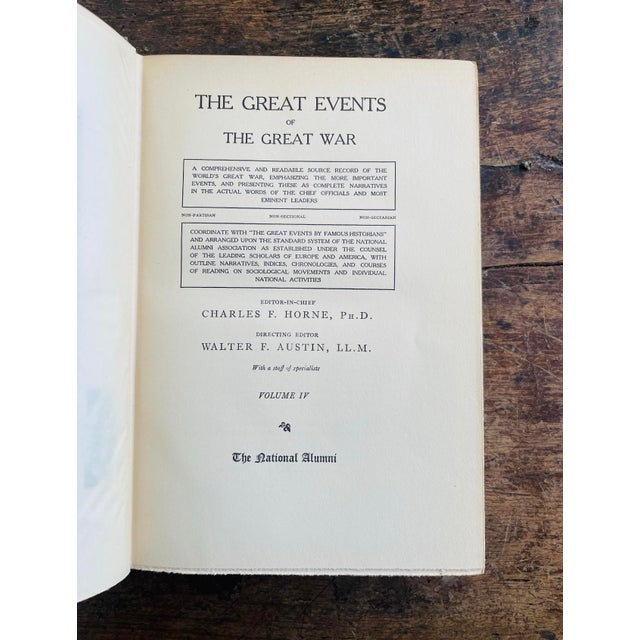 THE GREAT EVENTS
OF
THE GREAT WAR
A COMPREHENSIVE AND READABLE SOURCE RECORD OF THE
WORLD'S GREAT WAR, EMPHASIZING THE MORE IMPORTANT
EVENTS, AND PRESENTING THESE AS COMPLETE NARRATIVES
IN THE ACTUAL WORDS OF THE CHIEF OFFICIALS AND MOST
EMINENT LEADERS
NON-PARTISAN NON-SECTIONAL NON-SECTARIAN
COORDINATE WITH "THE GREAT EVENTS BY FAMOUS HISTORIANS"
AND ARRANGED UPON THE STANDARD SYSTEM OF THE NATIONAL
ALUMNI ASSOCIATION AS ESTABLISHED UNDER THE COUNSEL
OF THE LEADING SCHOLARS OF EUROPE AND AMERICA, WITH
OUTLINE NARRATIVES, INDICES, CHRONOLOGIES, AND COURSES
OF READING ON SOCIOLOGICAL MOVEMENTS AND INDIVIDUAL
NATIONAL ACTIVITIES
EDITOR-IN-CHIEF
CHARLES F. HORNE, PH.D.
DIRECTING EDITOR
WALTER F. AUSTIN, LL.M.
With a staff of specialists
VOLUME IV
The National Alumni